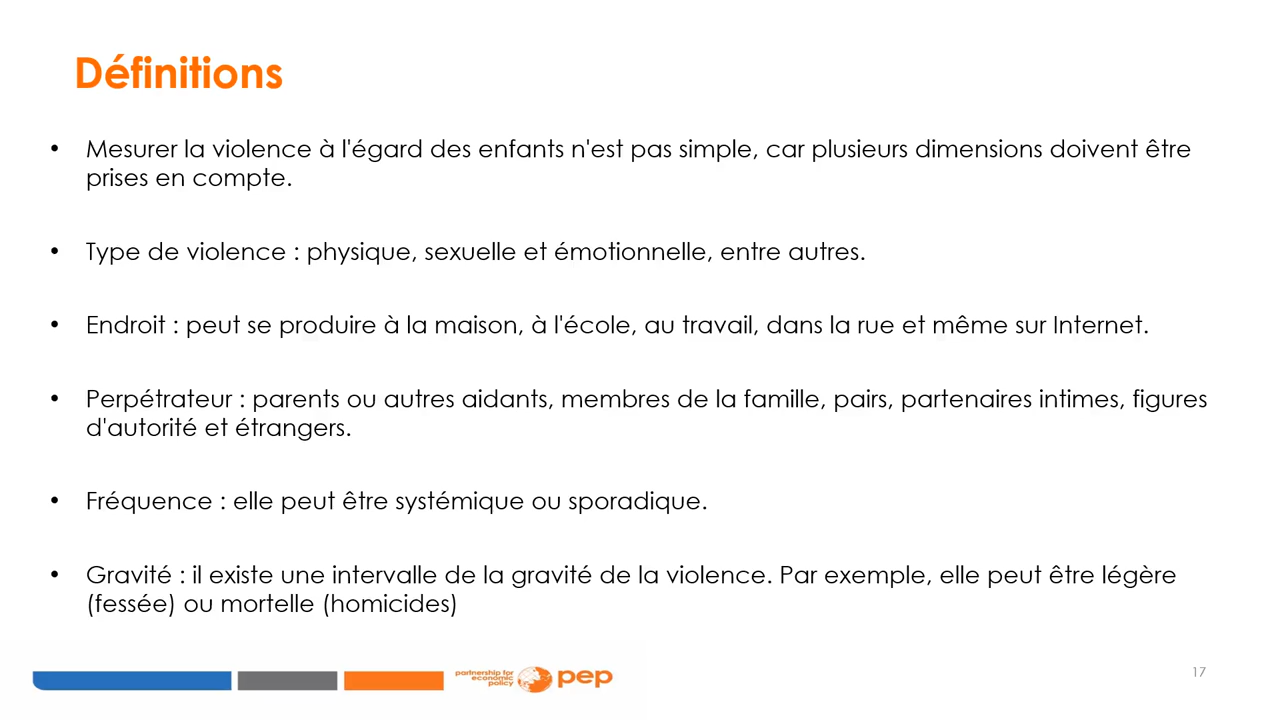 Définitions
• Mesurer la violence à l'égard des enfants n'est pas simple, car plusieurs dimensions doivent être
prises en compte.
• Type de violence : physique, sexuelle et émotionnelle, entre autres.
• Endroit : peut se produire à la maison, à l'école, au travail, dans la rue et même sur Internet.
• Perpétrateur : parents ou autres aidants, membres de la famille, pairs, partenaires intimes, figures
d'autorité et étrangers.
• Fréquence : elle peut être systémique ou sporadique.
• Gravité : il existe une intervalle de la gravité de la violence. Par exemple, elle peut être légère
(fessée) ou mortelle (homicides)
partnership for
economic
policy
pep
17